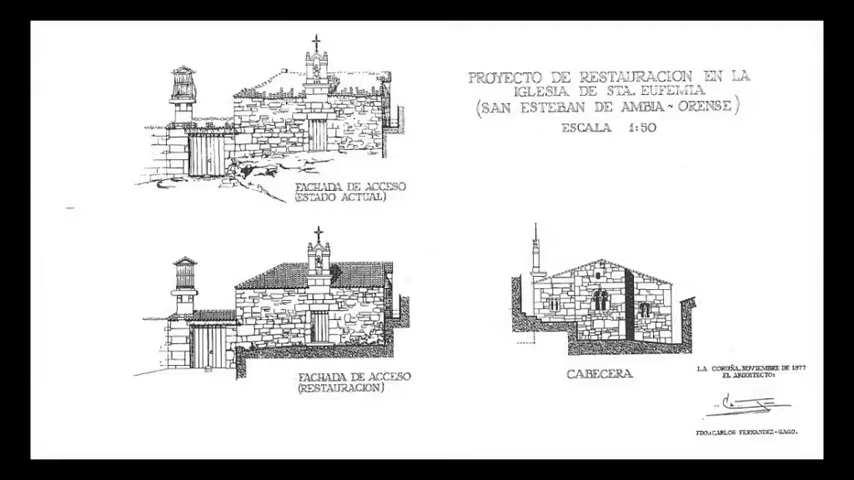 PROYECTO DE RESTAURACION EN LA
IGLESIA DE STA. EUFEMIA
(SAN ESTEBAN DE AMBIA - ORENSE)
ESCALA 1:50
FACHADA DE ACCESO
(ESTADO ACTUAL)
FACHADA DE ACCESO
(RESTAURACION)
CABECERA
LA CORUÑA, NOVIEMBRE DE 1977
EL ARQUITECTO:
FDO: CARLOS FERNANDEZ-GAGO.